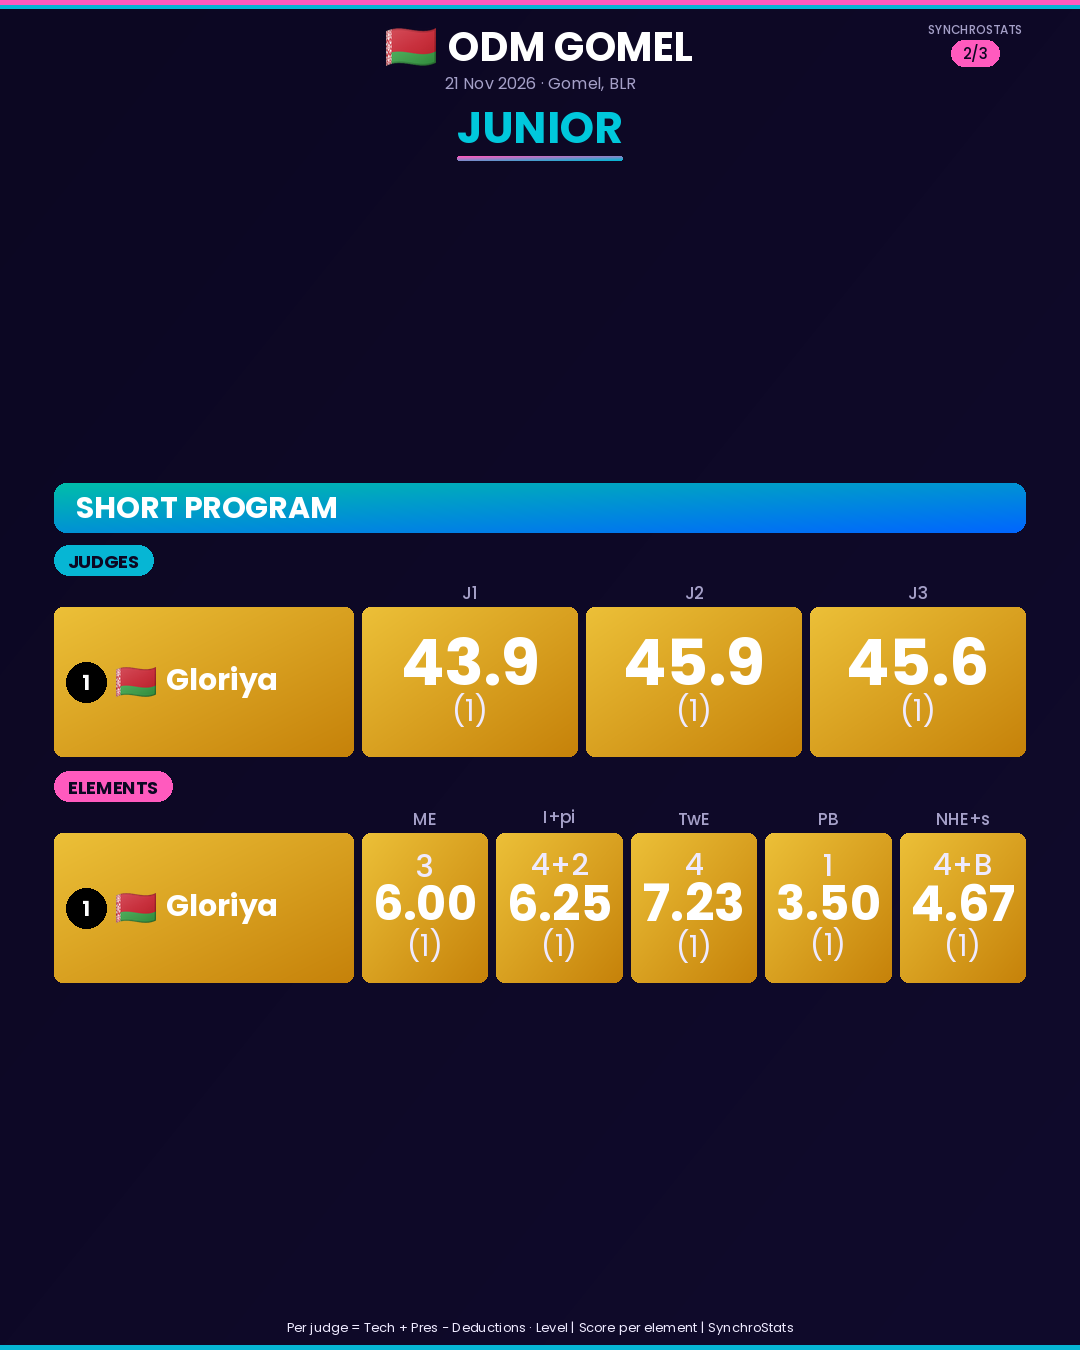 ODM GOMEL
SYNCHROSTATS
2/3
21 Nov 2026 · Gomel, BLR
JUNIOR
SHORT PROGRAM
JUDGES
J1 J2 J3
1 Gloriya 43.9 45.9 45.6
(1) (1) (1)
ELEMENTS
ME I+pi TwE PB NHE+s
3 4+2 4 1 4+B
1 Gloriya 6.00 6.25 7.23 3.50 4.67
(1) (1) (1) (1) (1)
Per judge = Tech + Pres − Deductions · Level | Score per element | SynchroStats